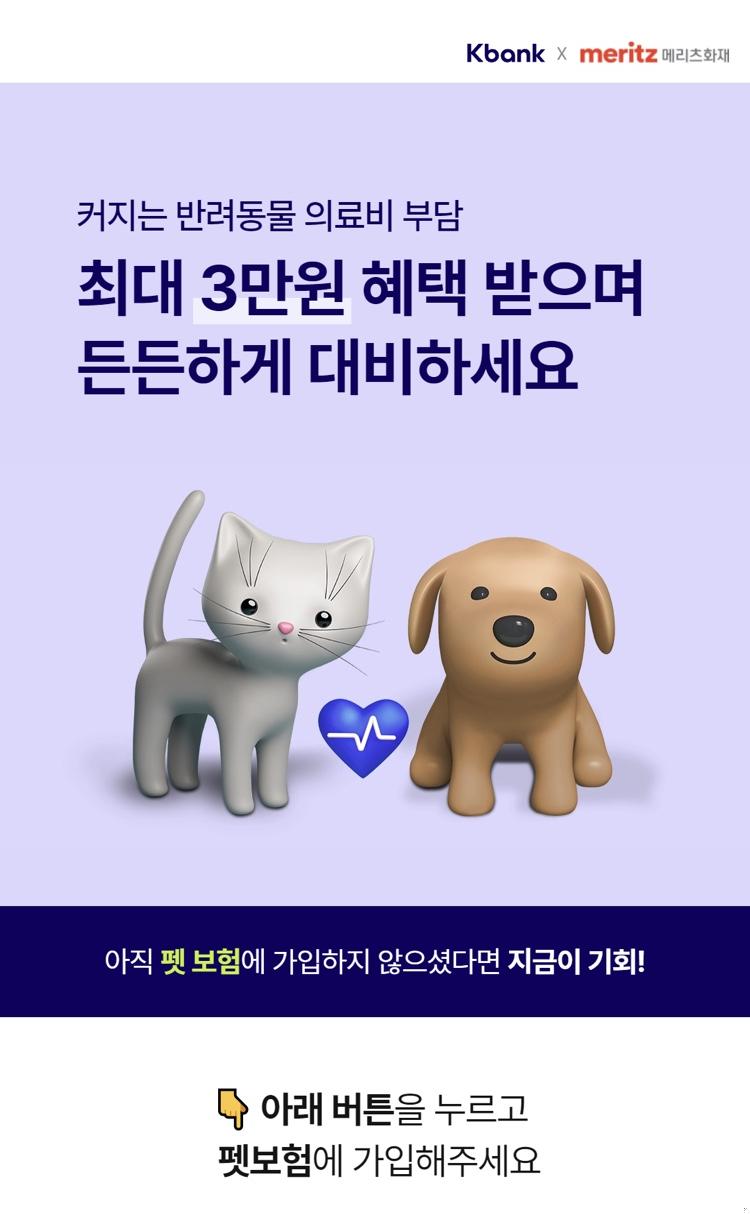 Kbank X meritz 메리츠화재
커지는 반려동물 의료비 부담
최대 3만원 혜택 받으며
든든하게 대비하세요
아직 펫 보험에 가입하지 않으셨다면 지금이 기회!
👇 아래 버튼을 누르고
펫보험에 가입해주세요